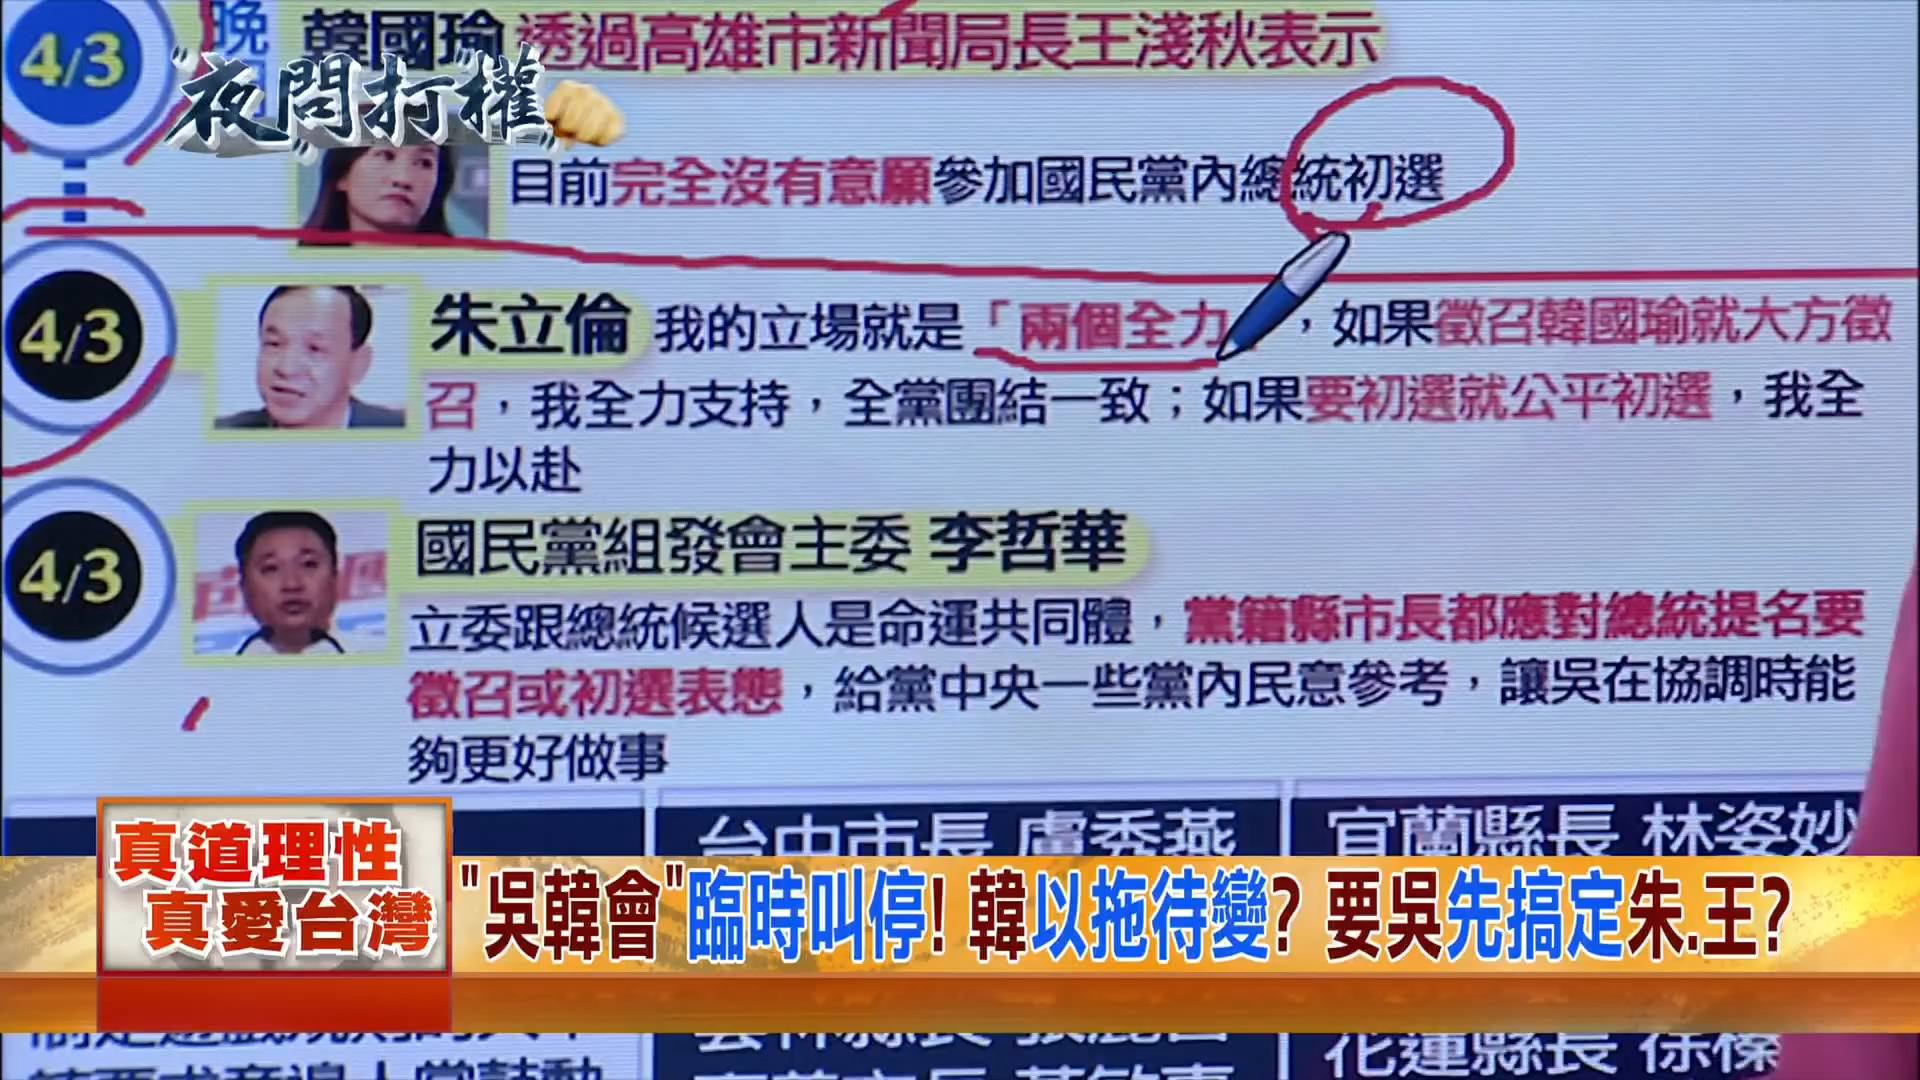 4/3
晚間
韓國瑜 透過高雄市新聞局長王淺秋表示
"夜問打權"
目前完全沒有意願參加國民黨內總統初選
4/3
朱立倫 我的立場就是「兩個全力」，如果徵召韓國瑜就大方徵
召，我全力支持，全黨團結一致；如果要初選就公平初選，我全
力以赴
4/3
國民黨組發會主委 李哲華
立委跟總統候選人是命運共同體，黨籍縣市長都應對總統提名要
徵召或初選表態，給黨中央一些黨內民意參考，讓吳在協調時能
夠更好做事
台中市長 盧秀燕
宜蘭縣長 林姿妙
真道理性
真愛台灣
"吳韓會"臨時叫停! 韓以拖待變? 要吳先搞定朱.王?
花蓮縣長 徐榛